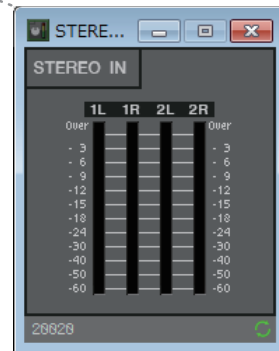 STERE...
STEREO IN
1L 1R 2L 2R
Over Over
- 3 - 3
- 6 - 6
- 9 - 9
-12 -12
-15 -15
-18 -18
-24 -24
-30 -30
-40 -40
-50 -50
-60 -60
20020